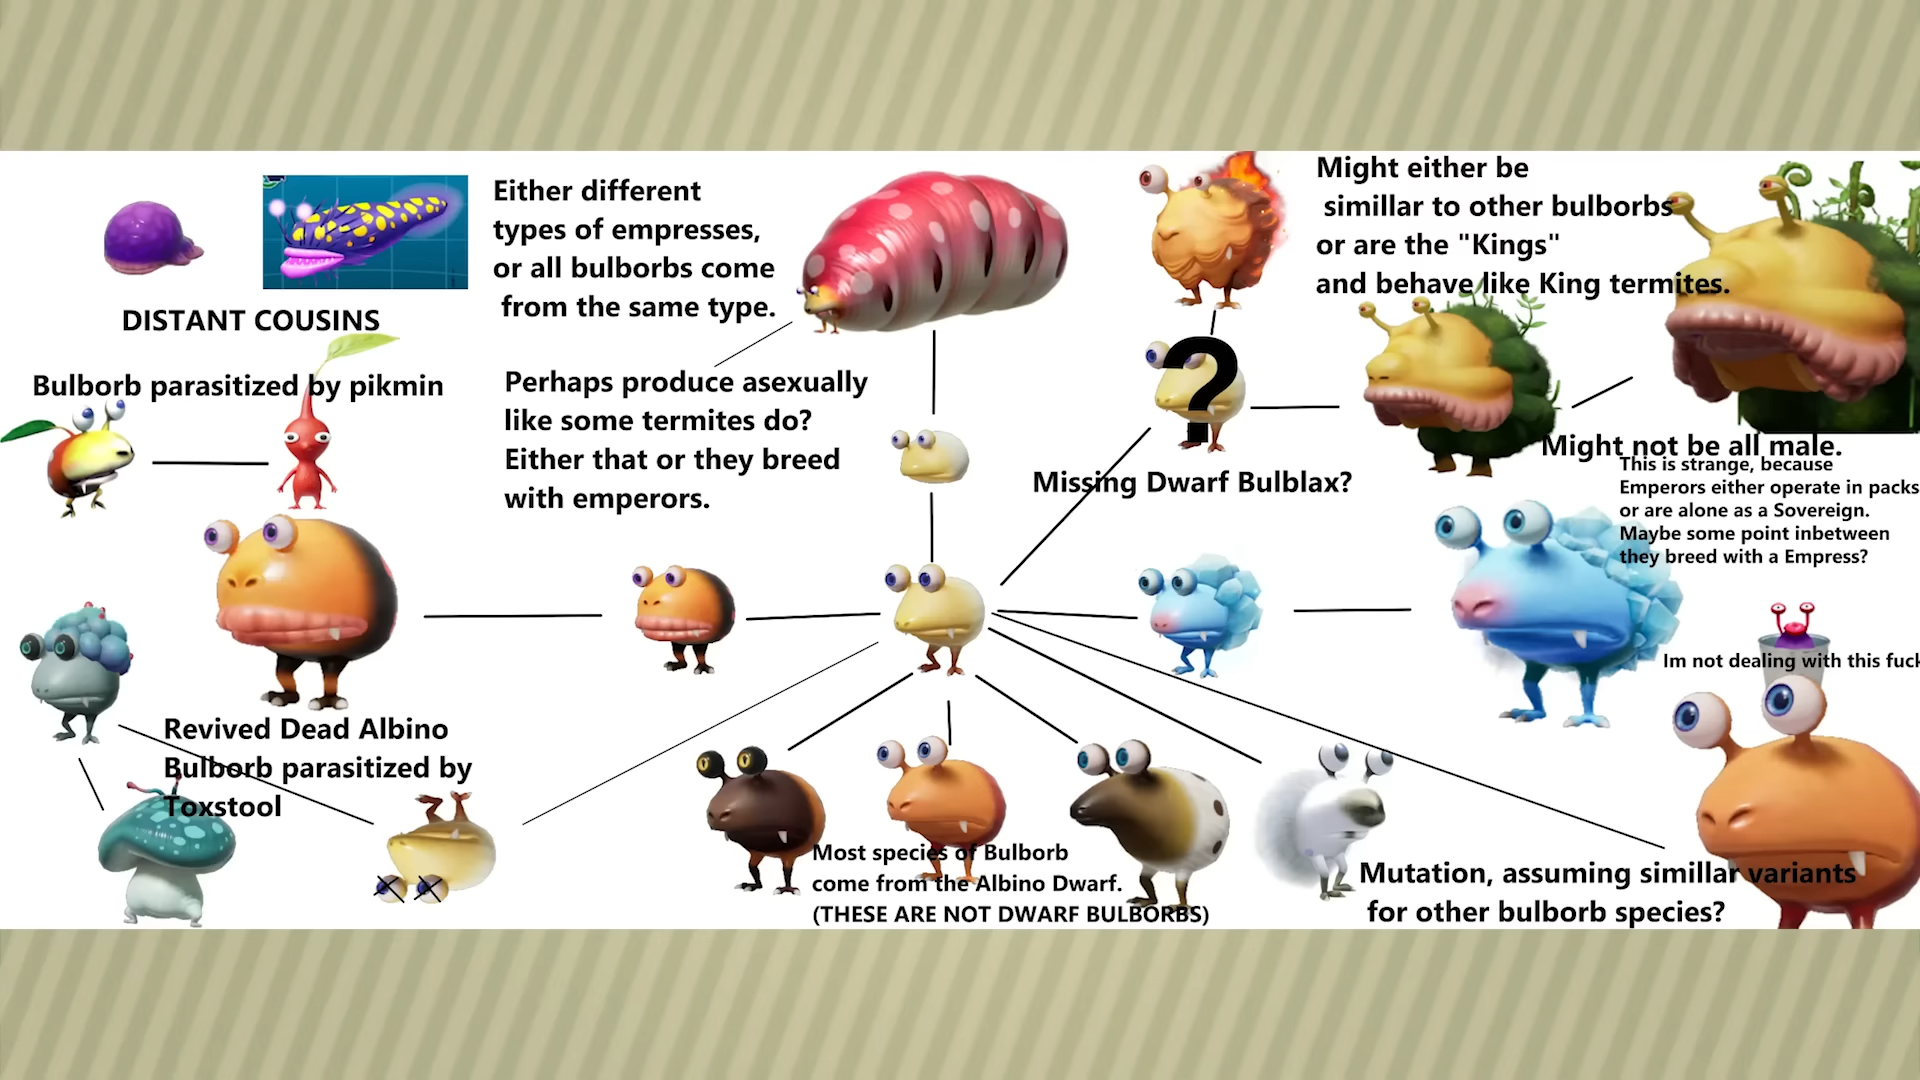 DISTANT COUSINS
Bulborb parasitized by pikmin
Either different
types of empresses,
or all bulborbs come
from the same type.
Perhaps produce asexually
like some termites do?
Either that or they breed
with emperors.
Might either be
simillar to other bulborbs
or are the "Kings"
and behave like King termites.
?
Missing Dwarf Bulblax?
Might not be all male.
This is strange, because
Emperors either operate in packs
or are alone as a Sovereign.
Maybe some point inbetween
they breed with a Empress?
Im not dealing with this fuck
Revived Dead Albino
Bulborb parasitized by
Toxstool
Most species of Bulborb
come from the Albino Dwarf.
(THESE ARE NOT DWARF BULBORBS)
Mutation, assuming simillar variants
for other bulborb species?